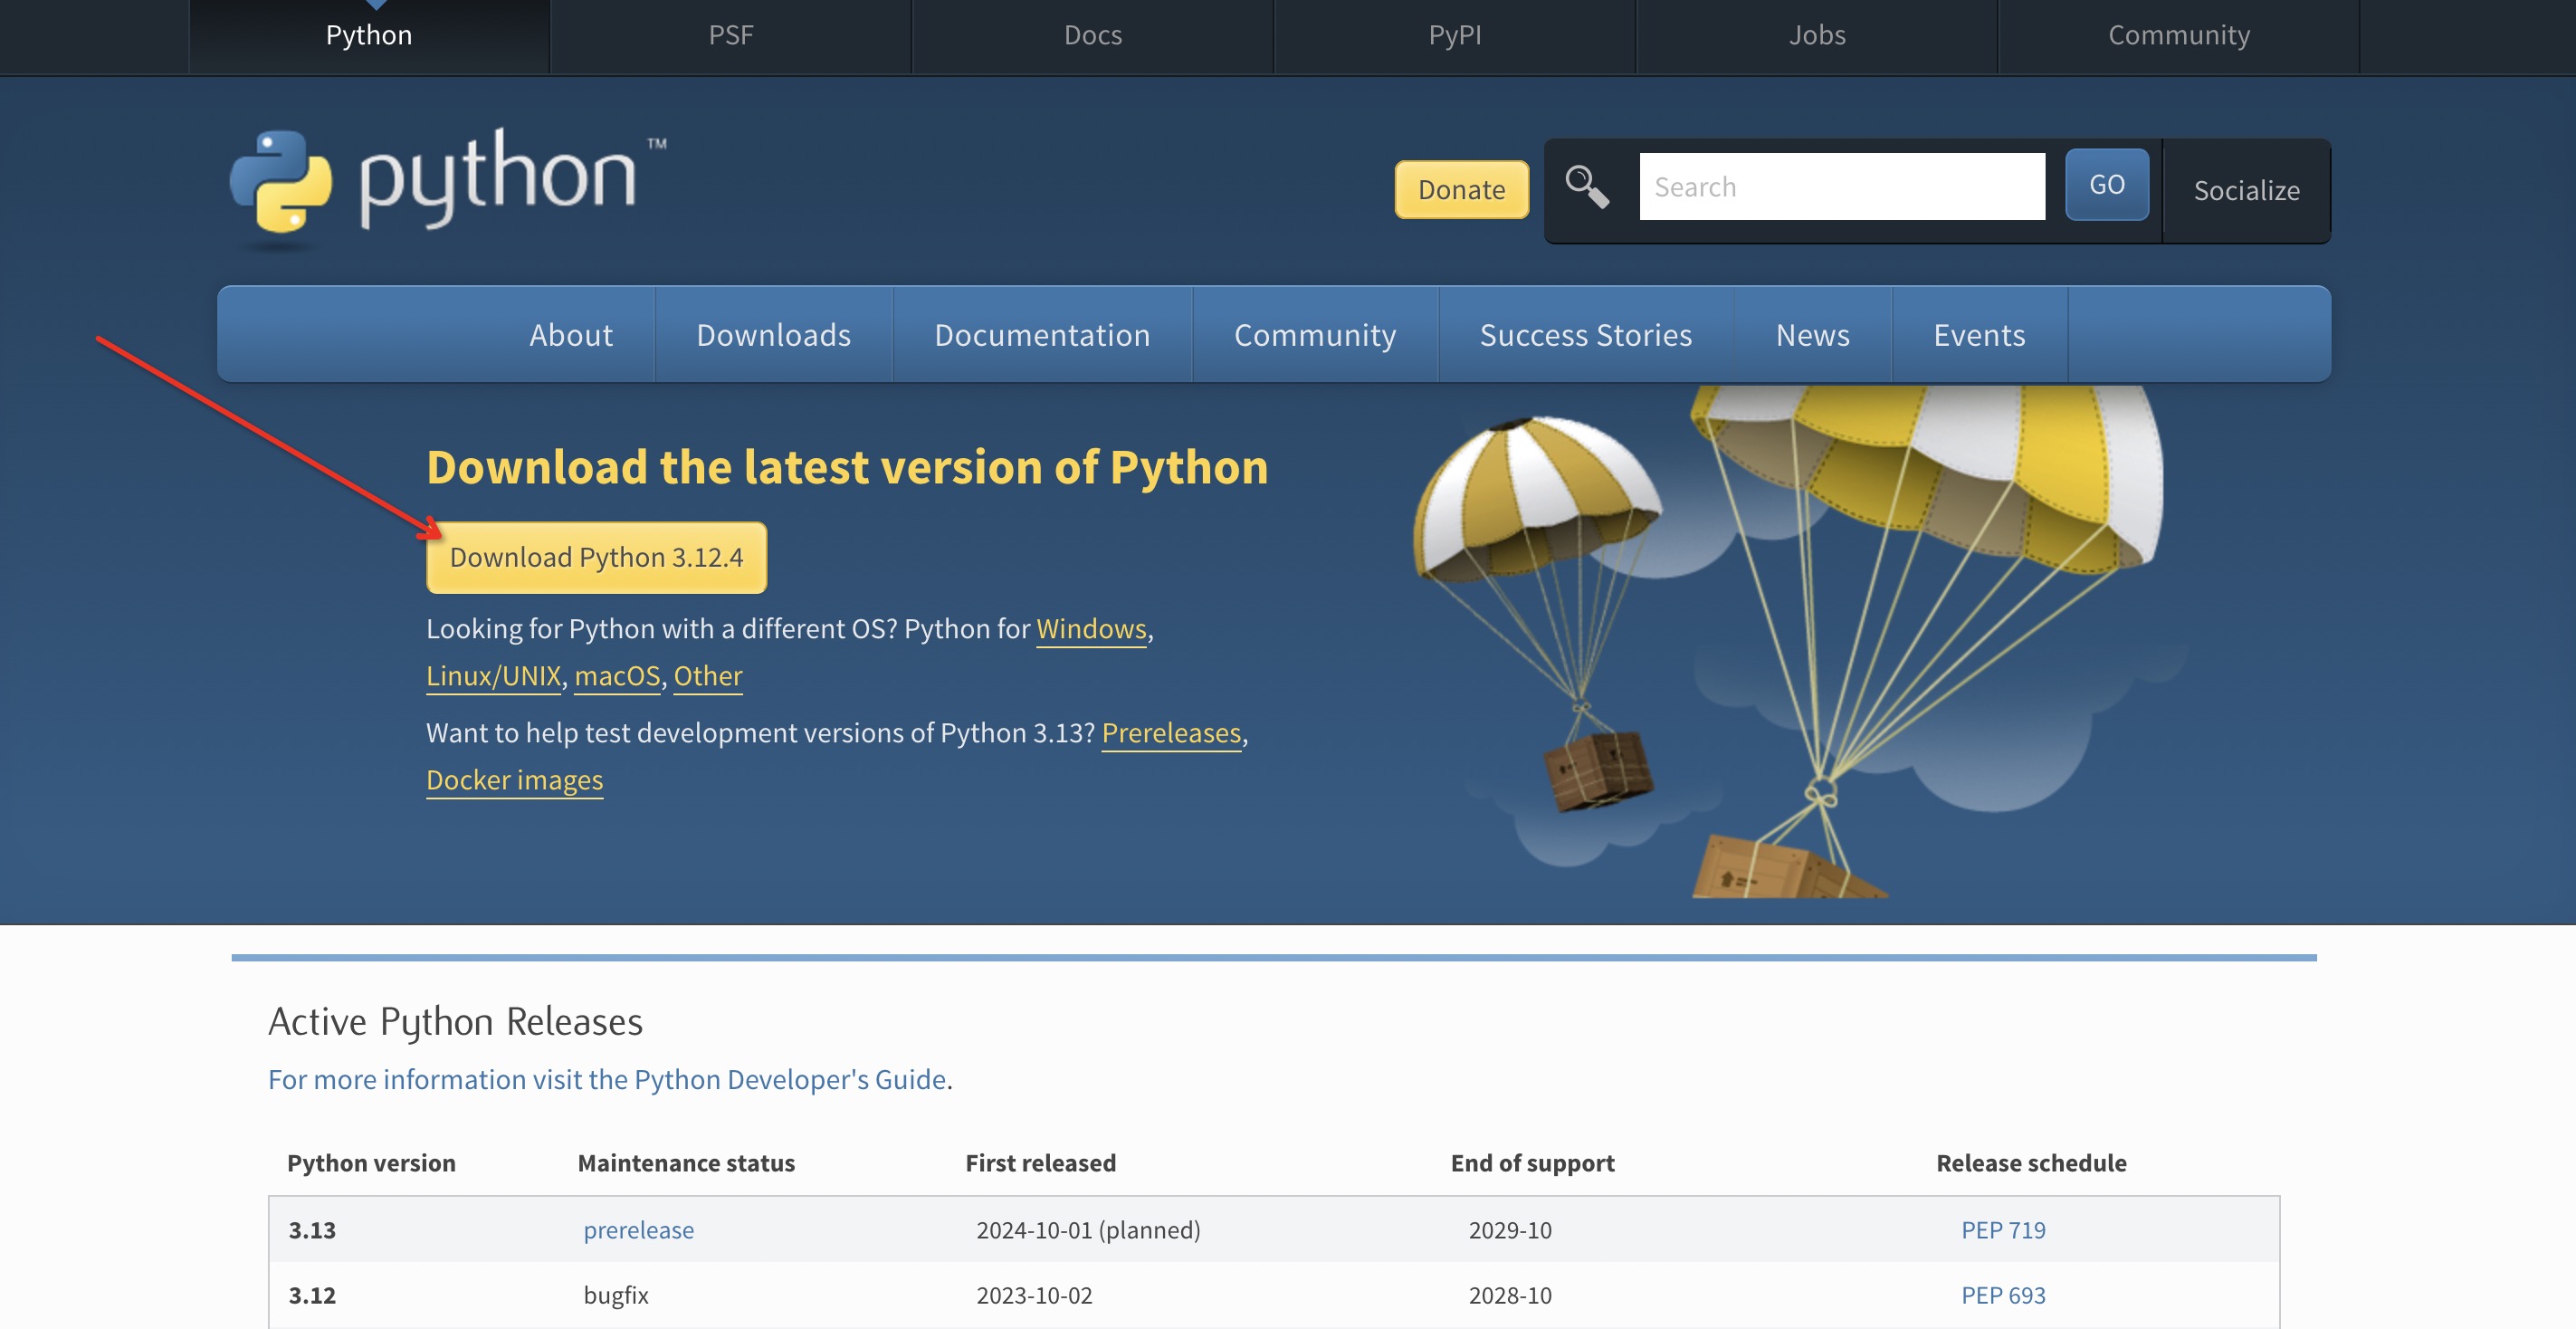 Python PSF Docs PyPI Jobs Community
python™
Donate Search GO Socialize
About Downloads Documentation Community Success Stories News Events
Download the latest version of Python
Download Python 3.12.4
Looking for Python with a different OS? Python for Windows,
Linux/UNIX, macOS, Other
Want to help test development versions of Python 3.13? Prereleases,
Docker images
Active Python Releases
For more information visit the Python Developer's Guide.
Python version Maintenance status First released End of support Release schedule
3.13 prerelease 2024-10-01 (planned) 2029-10 PEP 719
3.12 bugfix 2023-10-02 2028-10 PEP 693